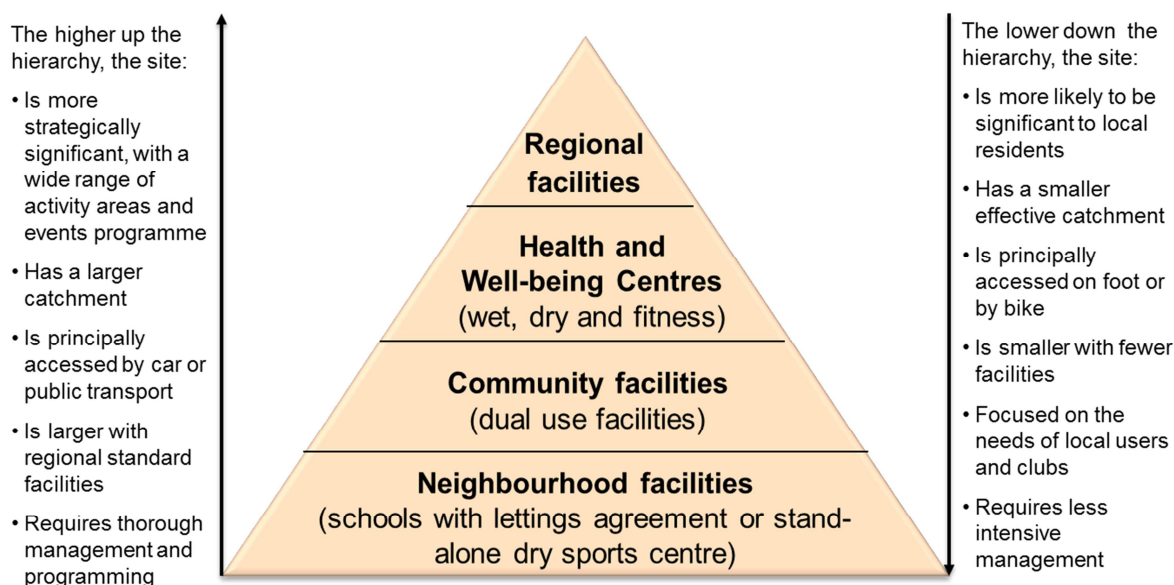 The higher up the
hierarchy, the site:
• Is more
strategically
significant, with a
wide range of
activity areas and
events programme
• Has a larger
catchment
• Is principally
accessed by car or
public transport
• Is larger with
regional standard
facilities
• Requires thorough
management and
programming
Regional
facilities
Health and
Well-being Centres
(wet, dry and fitness)
Community facilities
(dual use facilities)
Neighbourhood facilities
(schools with lettings agreement or stand-
alone dry sports centre)
The lower down the
hierarchy, the site:
• Is more likely to be
significant to local
residents
• Has a smaller
effective catchment
• Is principally
accessed on foot or
by bike
• Is smaller with fewer
facilities
• Focused on the
needs of local users
and clubs
• Requires less
intensive
management